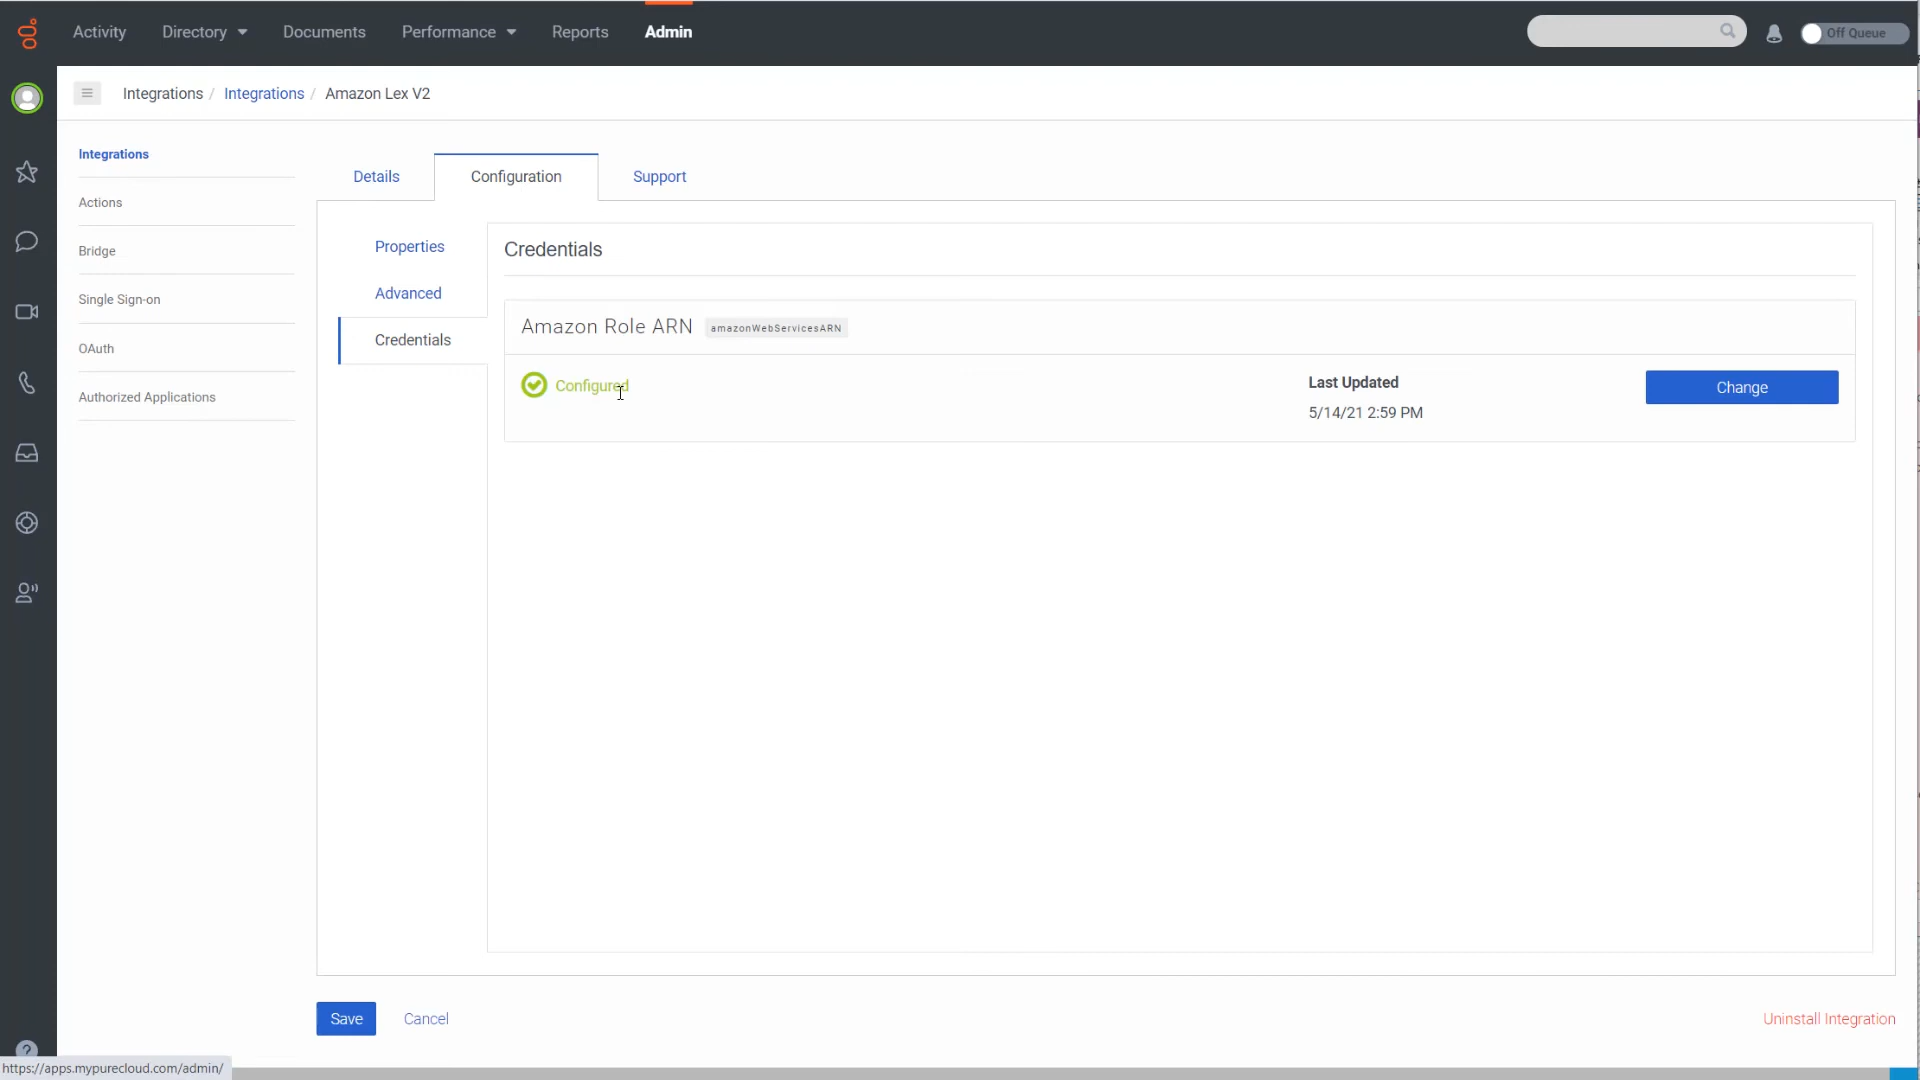 Activity
Directory
Documents
Performance
Reports
Admin
Off Queue
Integrations / Integrations / Amazon Lex V2
Integrations
Actions
Bridge
Single Sign-on
OAuth
Authorized Applications
Details
Configuration
Support
Properties
Advanced
Credentials
Credentials
Amazon Role ARN amazonWebServicesARN
Configured
Last Updated
5/14/21 2:59 PM
Change
Save
Cancel
Uninstall Integration
?
https://apps.mypurecloud.com/admin/